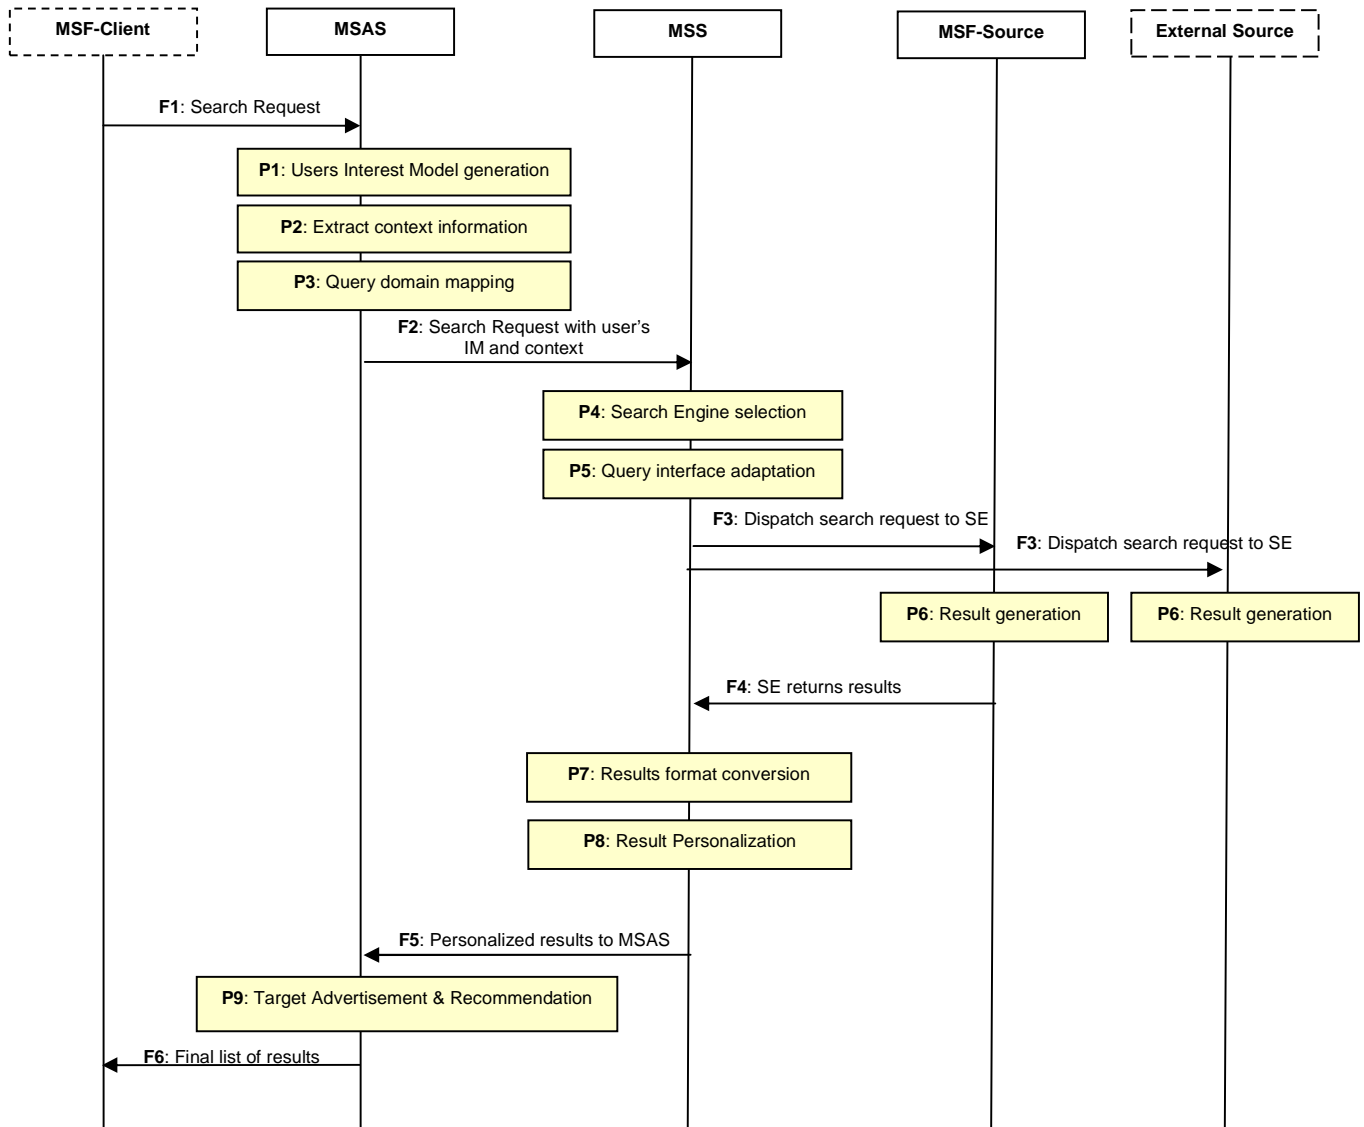 MSF-Client
MSAS
MSS
MSF-Source
External Source
F1: Search Request
P1: Users Interest Model generation
P2: Extract context information
P3: Query domain mapping
F2: Search Request with user’s
IM and context
P4: Search Engine selection
P5: Query interface adaptation
F3: Dispatch search request to SE
F3: Dispatch search request to SE
P6: Result generation
P6: Result generation
F4: SE returns results
P7: Results format conversion
P8: Result Personalization
F5: Personalized results to MSAS
P9: Target Advertisement & Recommendation
F6: Final list of results